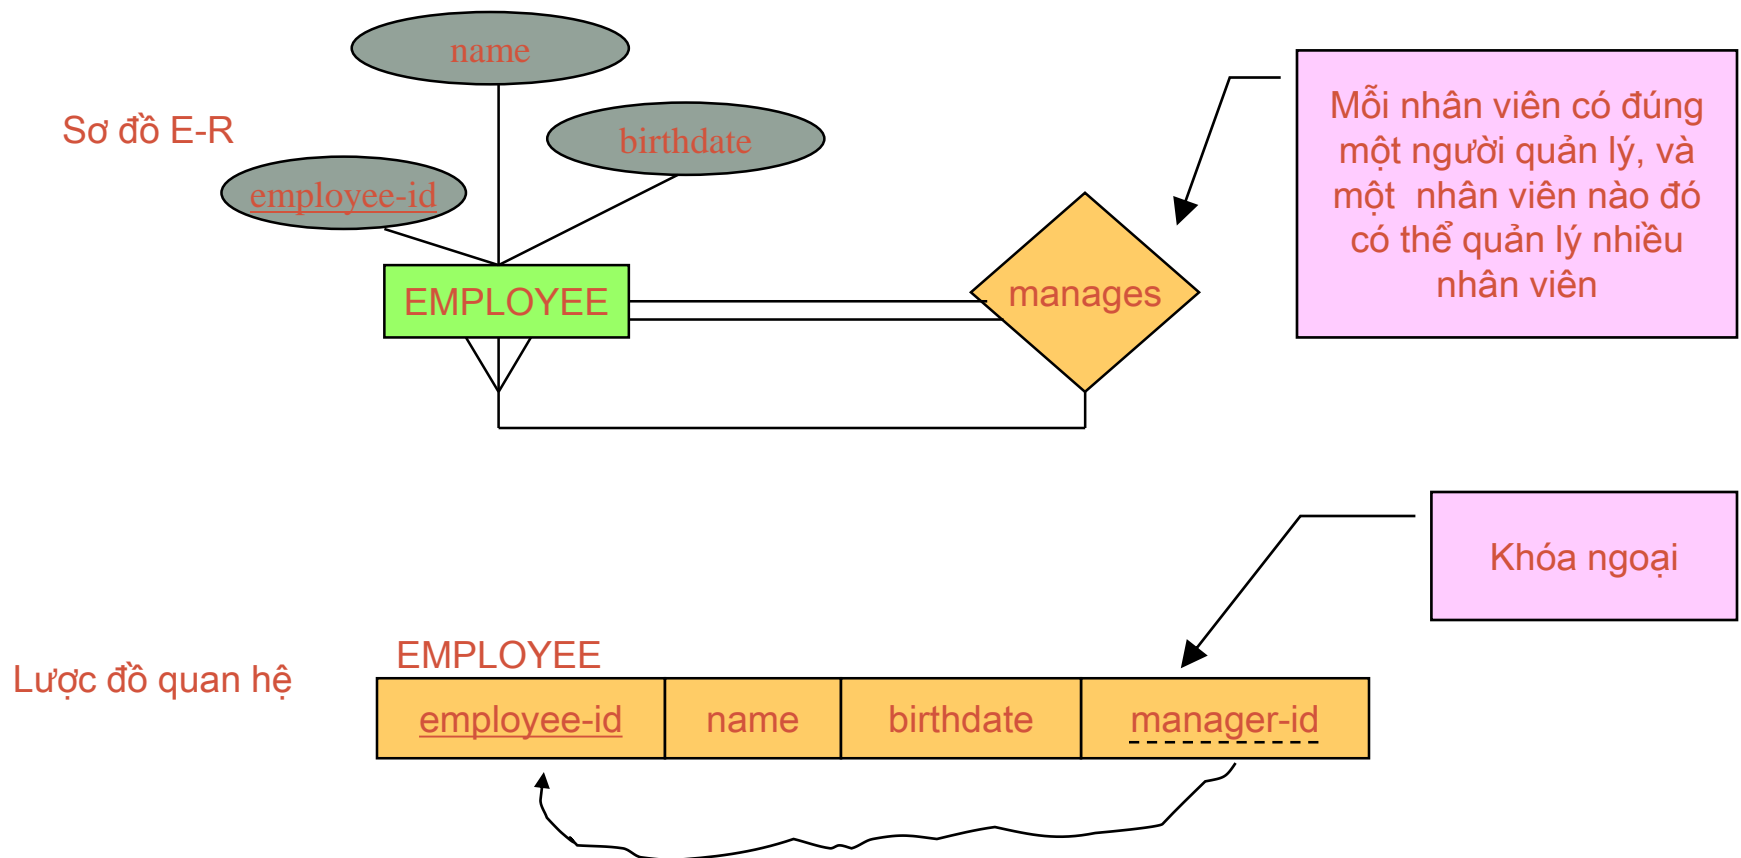 name
Sơ đồ E-R
birthdate
employee-id
EMPLOYEE
manages
Mỗi nhân viên có đúng
một người quản lý, và
một nhân viên nào đó
có thể quản lý nhiều
nhân viên
Khóa ngoại
Lược đồ quan hệ
EMPLOYEE
employee-id name birthdate manager-id